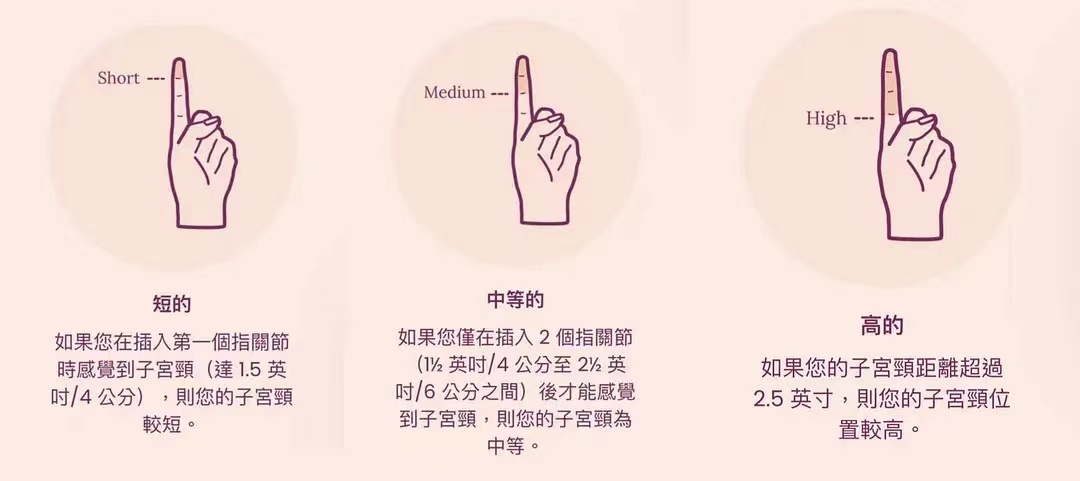 Short ---
短的
如果您在插入第一個指關節
時感覺到子宮頸（達 1.5 英
吋/4 公分），則您的子宮頸
較短。
Medium ---
中等的
如果您僅在插入 2 個指關節
（1½ 英吋/4 公分至 2½ 英
吋/6 公分之間）後才能感覺
到子宮頸，則您的子宮頸為
中等。
High ---
高的
如果您的子宮頸距離超過
2.5 英寸，則您的子宮頸位
置較高。